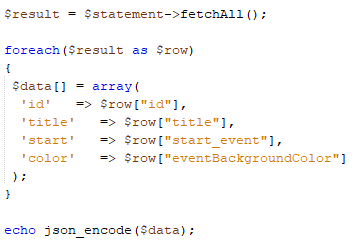 $result = $statement->fetchAll();
foreach($result as $row)
{
$data[] = array(
'id' => $row["id"],
'title' => $row["title"],
'start' => $row["start_event"],
'color' => $row["eventBackgroundColor"]
);
}
echo json_encode($data);